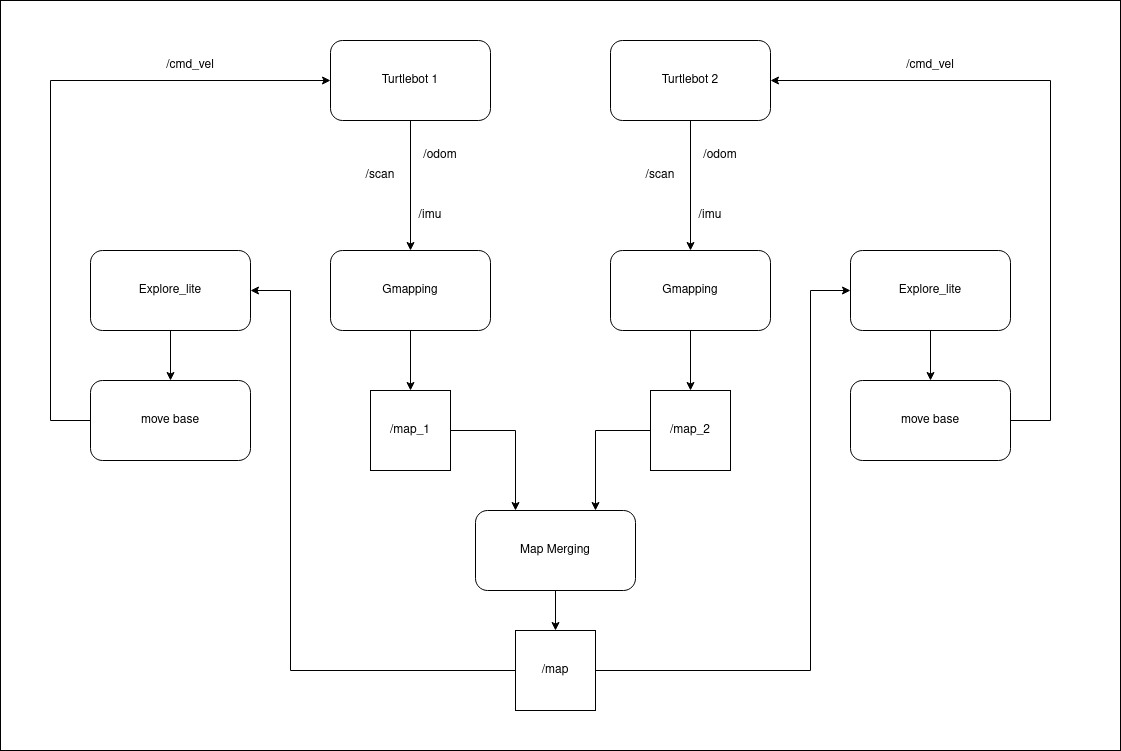 /cmd_vel
Turtlebot 1
Turtlebot 2
/cmd_vel
/odom
/scan
/imu
/odom
/scan
/imu
Explore_lite
Gmapping
Gmapping
Explore_lite
move base
/map_1
/map_2
move base
Map Merging
/map